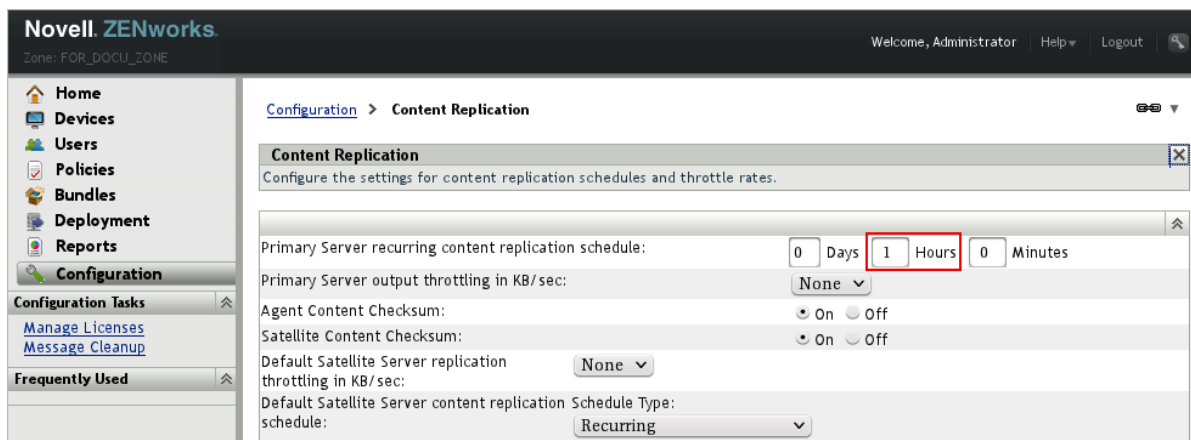 Novell. ZENworks.
Zone: FOR_DOCU_ZONE
Welcome, Administrator Help Logout
Home
Devices
Users
Policies
Bundles
Deployment
Reports
Configuration
Configuration Tasks
Manage Licenses
Message Cleanup
Frequently Used
Configuration > Content Replication
Content Replication
Configure the settings for content replication schedules and throttle rates.
Primary Server recurring content replication schedule: 0 Days 1 Hours 0 Minutes
Primary Server output throttling in KB/sec: None
Agent Content Checksum: On Off
Satellite Content Checksum: On Off
Default Satellite Server replication
throttling in KB/sec: None
Default Satellite Server content replication Schedule Type:
schedule: Recurring